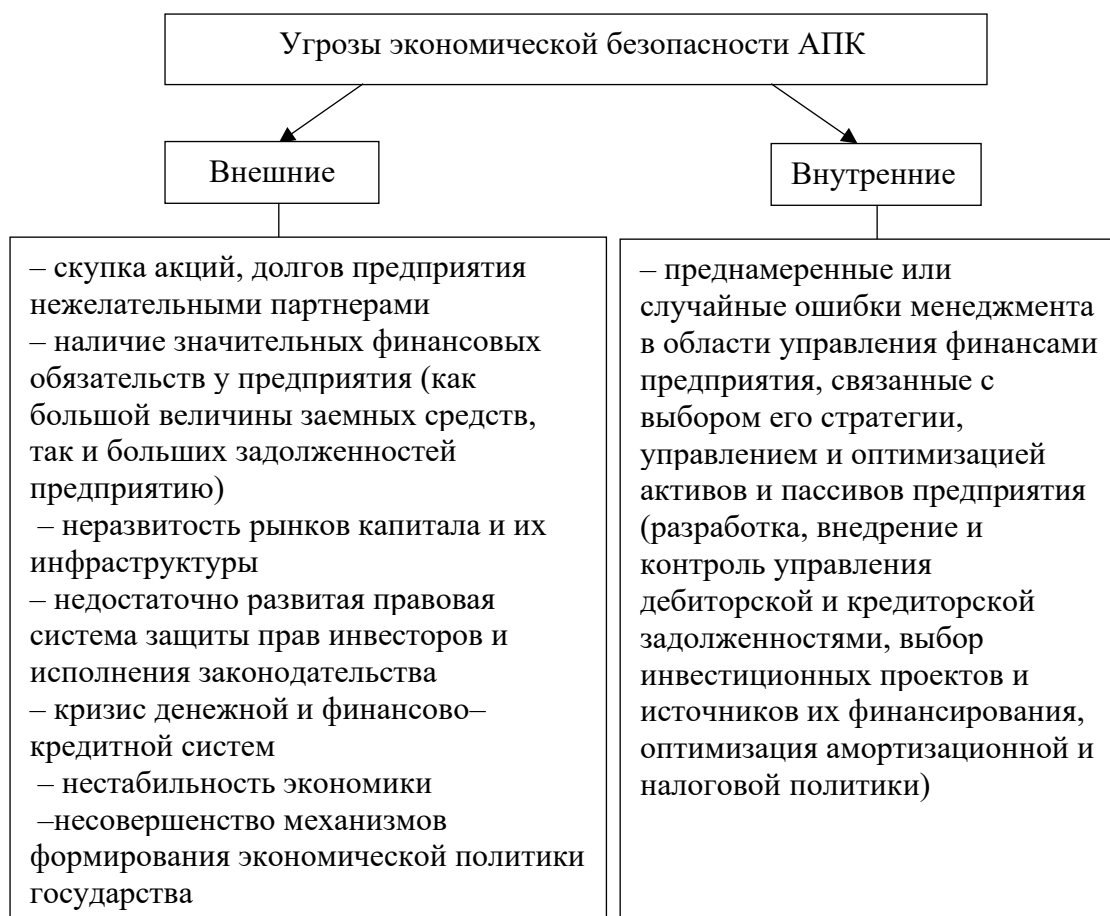 Угрозы экономической безопасности АПК
Внешние
Внутренние
– скупка акций, долгов предприятия
нежелательными партнерами
– наличие значительных финансовых
обязательств у предприятия (как
большой величины заемных средств,
так и больших задолженностей
предприятию)
– неразвитость рынков капитала и их
инфраструктуры
– недостаточно развитая правовая
система защиты прав инвесторов и
исполнения законодательства
– кризис денежной и финансово–
кредитной систем
– нестабильность экономики
–несовершенство механизмов
формирования экономической политики
государства
– преднамеренные или
случайные ошибки менеджмента
в области управления финансами
предприятия, связанные с
выбором его стратегии,
управлением и оптимизацией
активов и пассивов предприятия
(разработка, внедрение и
контроль управления
дебиторской и кредиторской
задолженностями, выбор
инвестиционных проектов и
источников их финансирования,
оптимизация амортизационной и
налоговой политики)